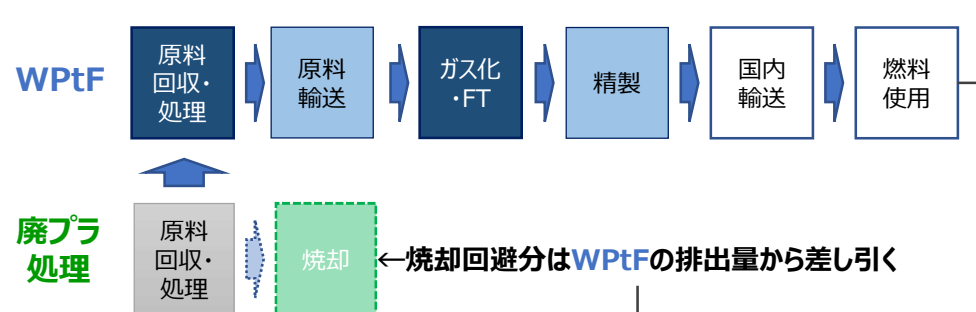 WPtF
原料
回収・
処理
原料
輸送
ガス化
・FT
精製
国内
輸送
燃料
使用
廃プラ
処理
原料
回収・
処理
焼却
←焼却回避分はWPtFの排出量から差し引く